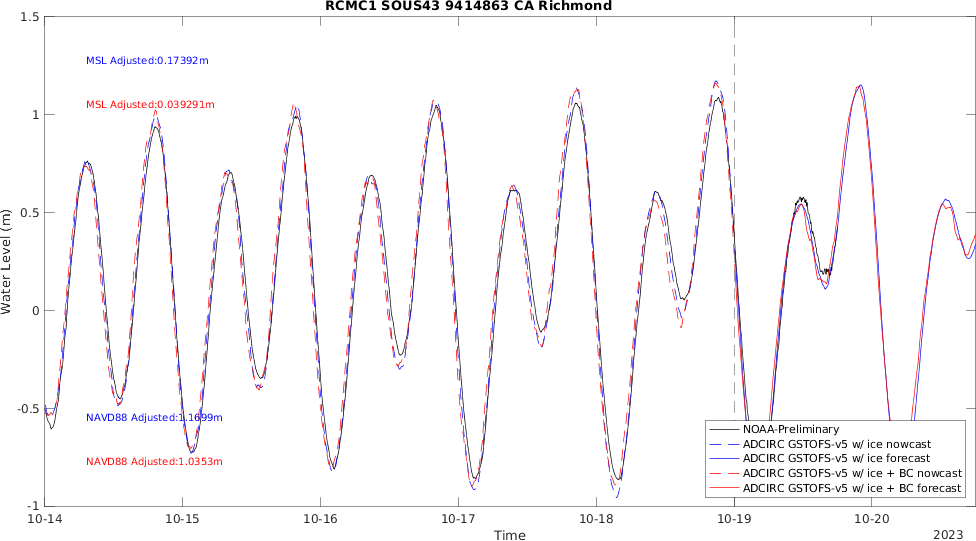 RCMC1 SOUS43 9414863 CA Richmond
1.5
MSL Adjusted:0.17392m
MSL Adjusted:0.039291m
1
0.5
Water Level (m)
0
-0.5
NAVD88 Adjusted:1.1699m
NAVD88 Adjusted:1.0353m
-1
NOAA-Preliminary
ADCIRC GSTOFS-v5 w/ ice nowcast
ADCIRC GSTOFS-v5 w/ ice forecast
ADCIRC GSTOFS-v5 w/ ice + BC nowcast
ADCIRC GSTOFS-v5 w/ ice + BC forecast
10-14 10-15 10-16 10-17 10-18 10-19 10-20
Time
2023